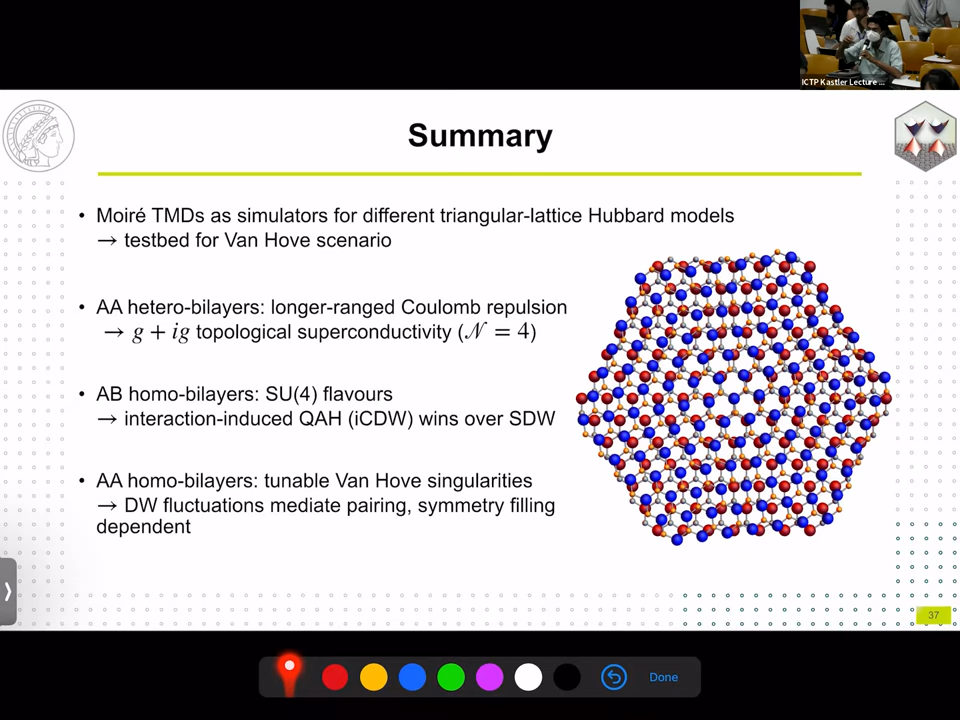 ICTP Kastler Lecture ...
Summary
• Moiré TMDs as simulators for different triangular-lattice Hubbard models
→ testbed for Van Hove scenario
• AA hetero-bilayers: longer-ranged Coulomb repulsion
→ g + ig topological superconductivity (𝒩 = 4)
• AB homo-bilayers: SU(4) flavours
→ interaction-induced QAH (iCDW) wins over SDW
• AA homo-bilayers: tunable Van Hove singularities
→ DW fluctuations mediate pairing, symmetry filling
dependent
37
Done